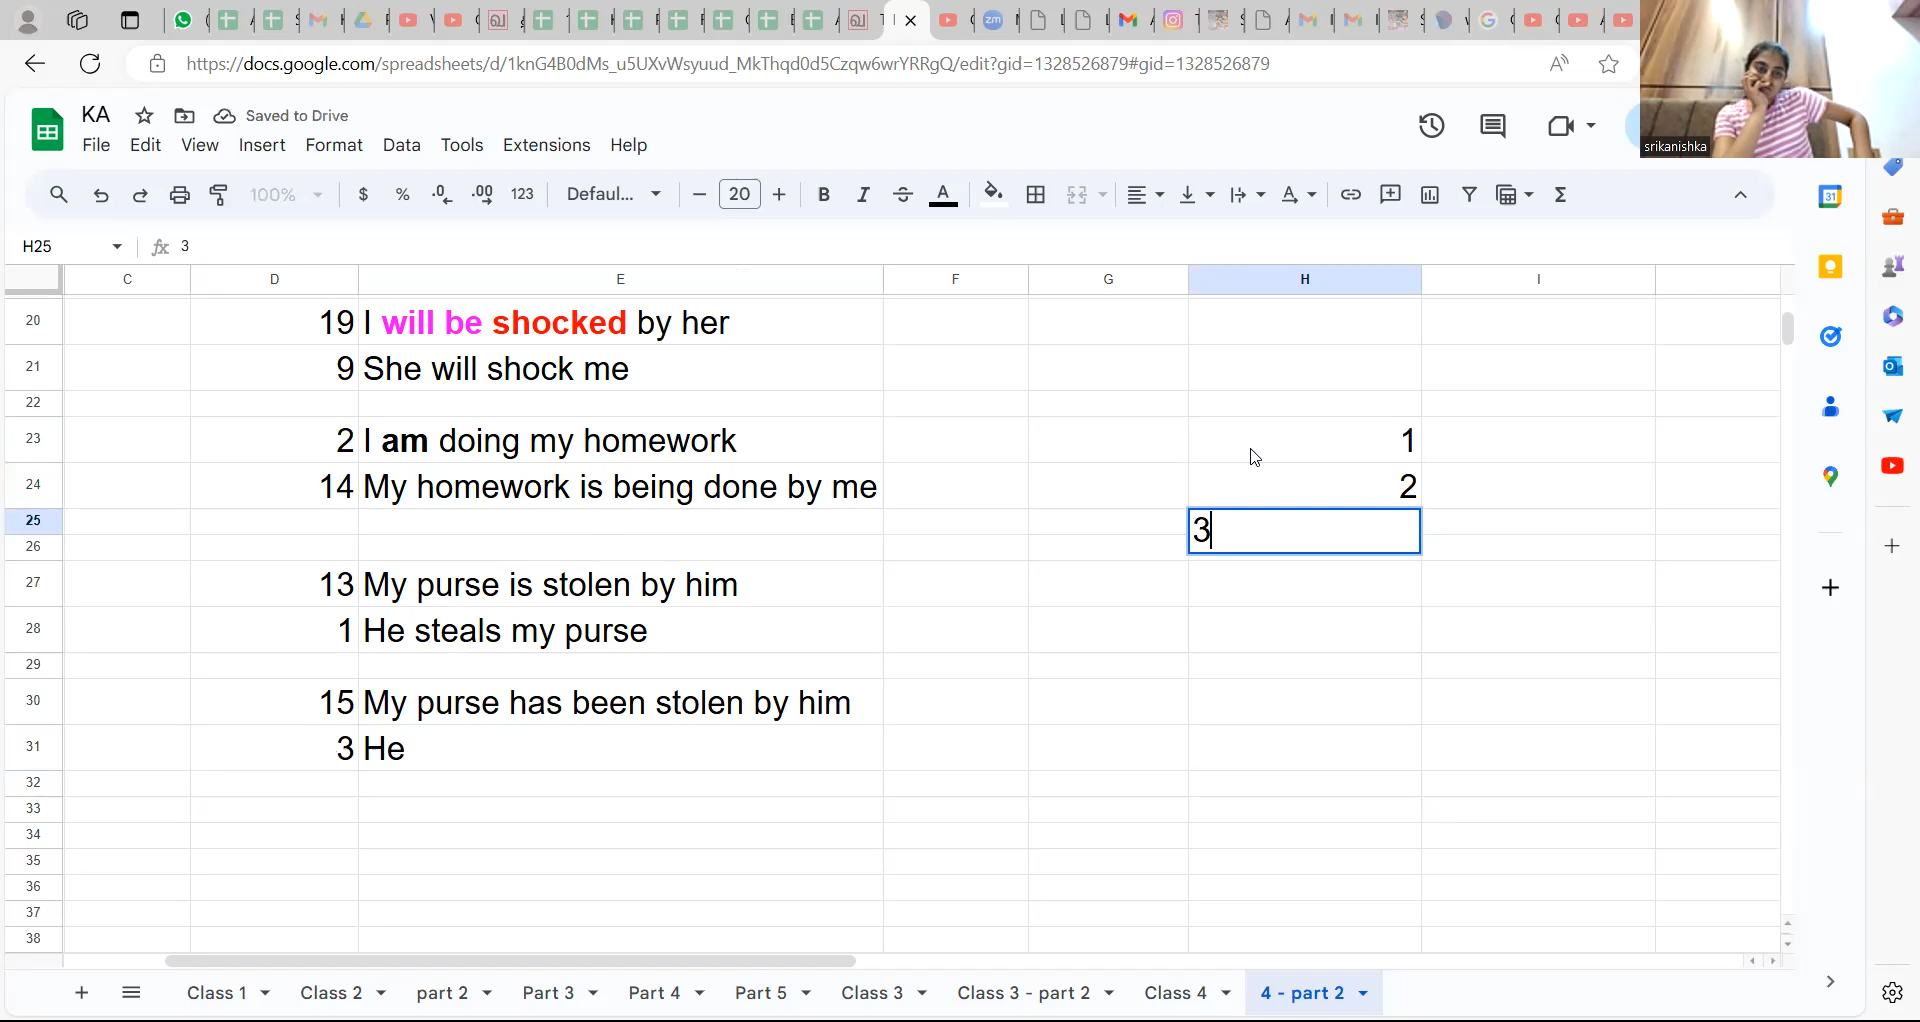 https://docs.google.com/spreadsheets/d/1knG4B0dMs_u5UXvWsyuud_MkThqd0d5Czqw6wrYRRgQ/edit?gid=1328526879#gid=1328526879
srikanishka
KA
Saved to Drive
File Edit View Insert Format Data Tools Extensions Help
100% $ % .0 .00 123 Defaul... 20 B I A
H25 fx 3
C D E F G H I
20 19 I will be shocked by her
21 9 She will shock me
22
23 2 I am doing my homework 1
24 14 My homework is being done by me 2
25 3
26
27 13 My purse is stolen by him
28 1 He steals my purse
29
30 15 My purse has been stolen by him
31 3 He
32
33
34
35
36
37
38
Class 1 Class 2 part 2 Part 3 Part 4 Part 5 Class 3 Class 3 - part 2 Class 4 4 - part 2